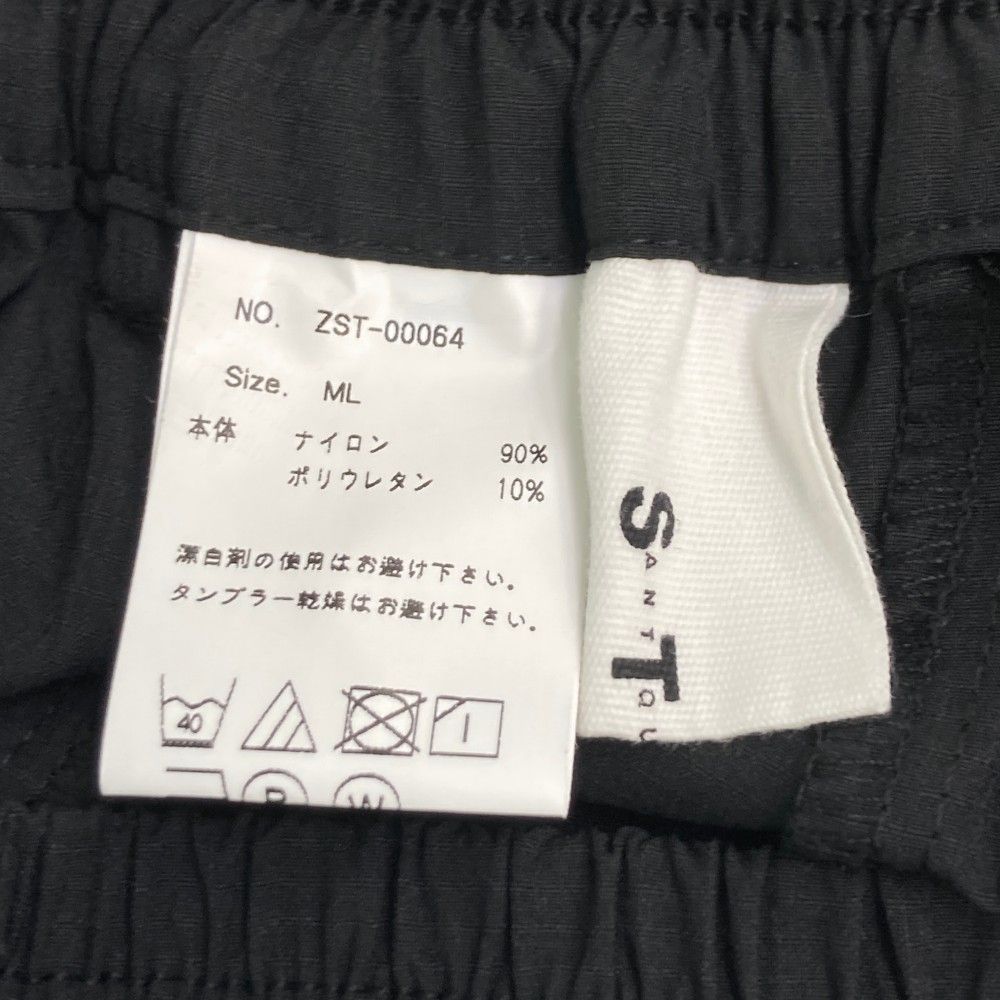 NO. ZST-00064
Size. ML
本体 ナイロン 90%
ポリウレタン 10%
漂白剤の使用はお避け下さい。
タンブラー乾燥はお避け下さい。
40
P W
SANT
Tau